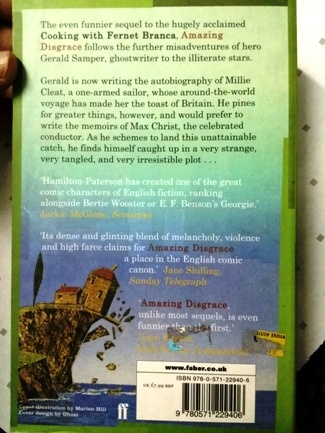 The even funnier sequel to the hugely acclaimed
Cooking with Fernet Branca, Amazing
Disgrace follows the further misadventures of hero
Gerald Samper, ghostwriter to the illiterate stars.
Gerald is now writing the autobiography of Millie
Cleat, a one-armed sailor, whose around-the-world
voyage has made her the toast of Britain. He pines
for greater things, however, and would prefer to
write the memoirs of Max Christ, the celebrated
conductor. As he schemes to land this unattainable
catch, he finds himself caught up in a very strange,
very tangled, and very irresistible plot . . .
'Hamilton-Paterson has created one of the great
comic characters of English fiction, ranking
alongside Bertie Wooster or E. F. Benson's Georgie.'
Jackie McGlone, Scotsman
'Its dense and glinting blend of melancholy, violence
and high farce claims for Amazing Disgrace
a place in the English comic
canon.' Jane Shilling,
Sunday Telegraph
'Amazing Disgrace,
unlike most sequels, is even
funnier than the first.'
INDIA
www.faber.co.uk
ISBN 978-0-571-22940-6
UK £7.99 RRP
9 780571 229406
Cover illustration by Marian Hill
Cover design by Ghost
ff